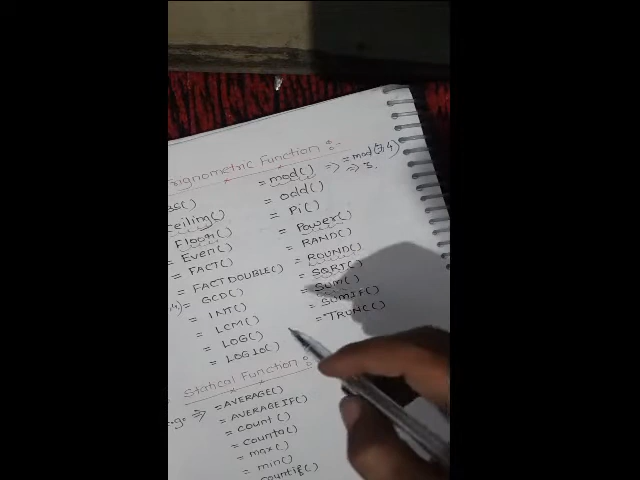 Trignometric Function :-
= mod() => = mod(7,4)
=> 3.
Ceiling() = odd()
Floor() = Pi()
= Even() = Power()
= FACT() = RAND()
= FACTDOUBLE() = ROUND()
= GCD() = SQRT()
= INT() = SUM()
= LCM() = SUMIF()
= LOG() = TRUNC()
= LOG10()
Statical Function :-
=> =AVERAGE()
= AVERAGEIF()
= count()
= counta()
= max()
= min()
countif()